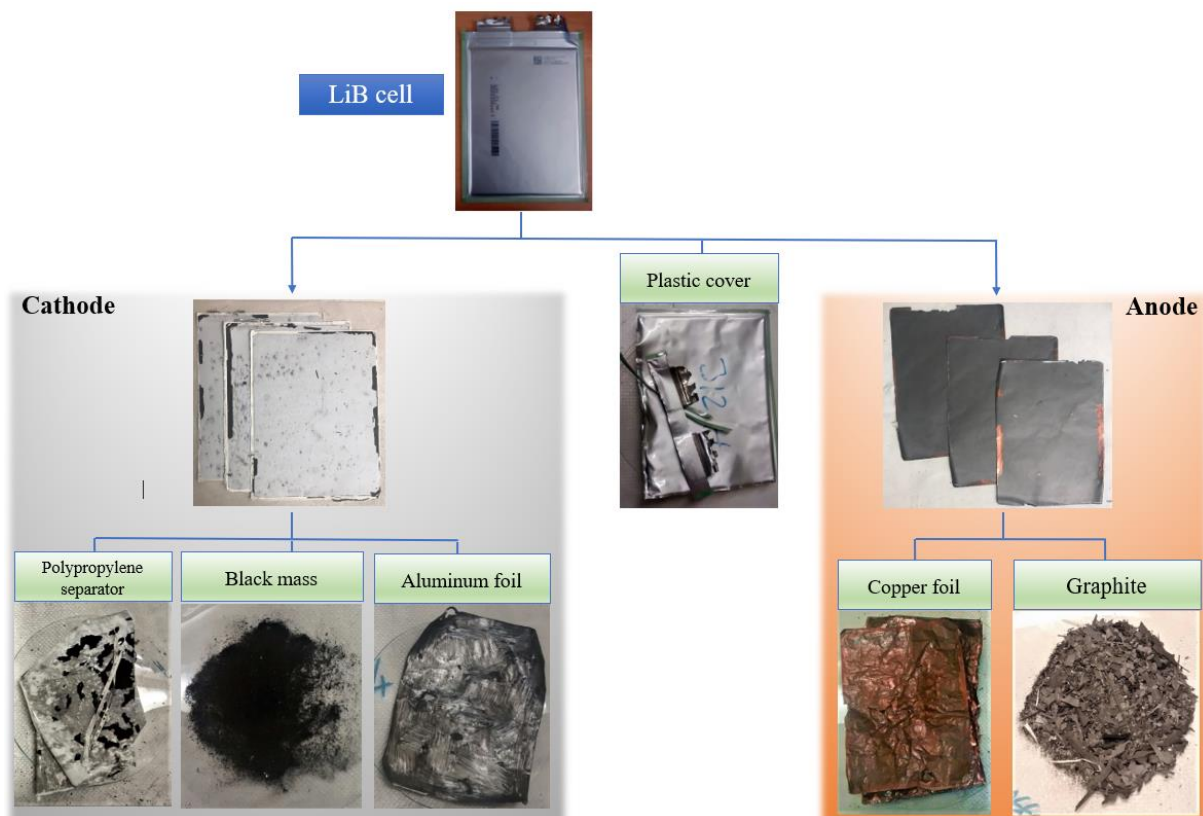 LiB cell
Plastic cover
Cathode
Anode
Polypropylene
separator
Black mass
Aluminum foil
Copper foil
Graphite